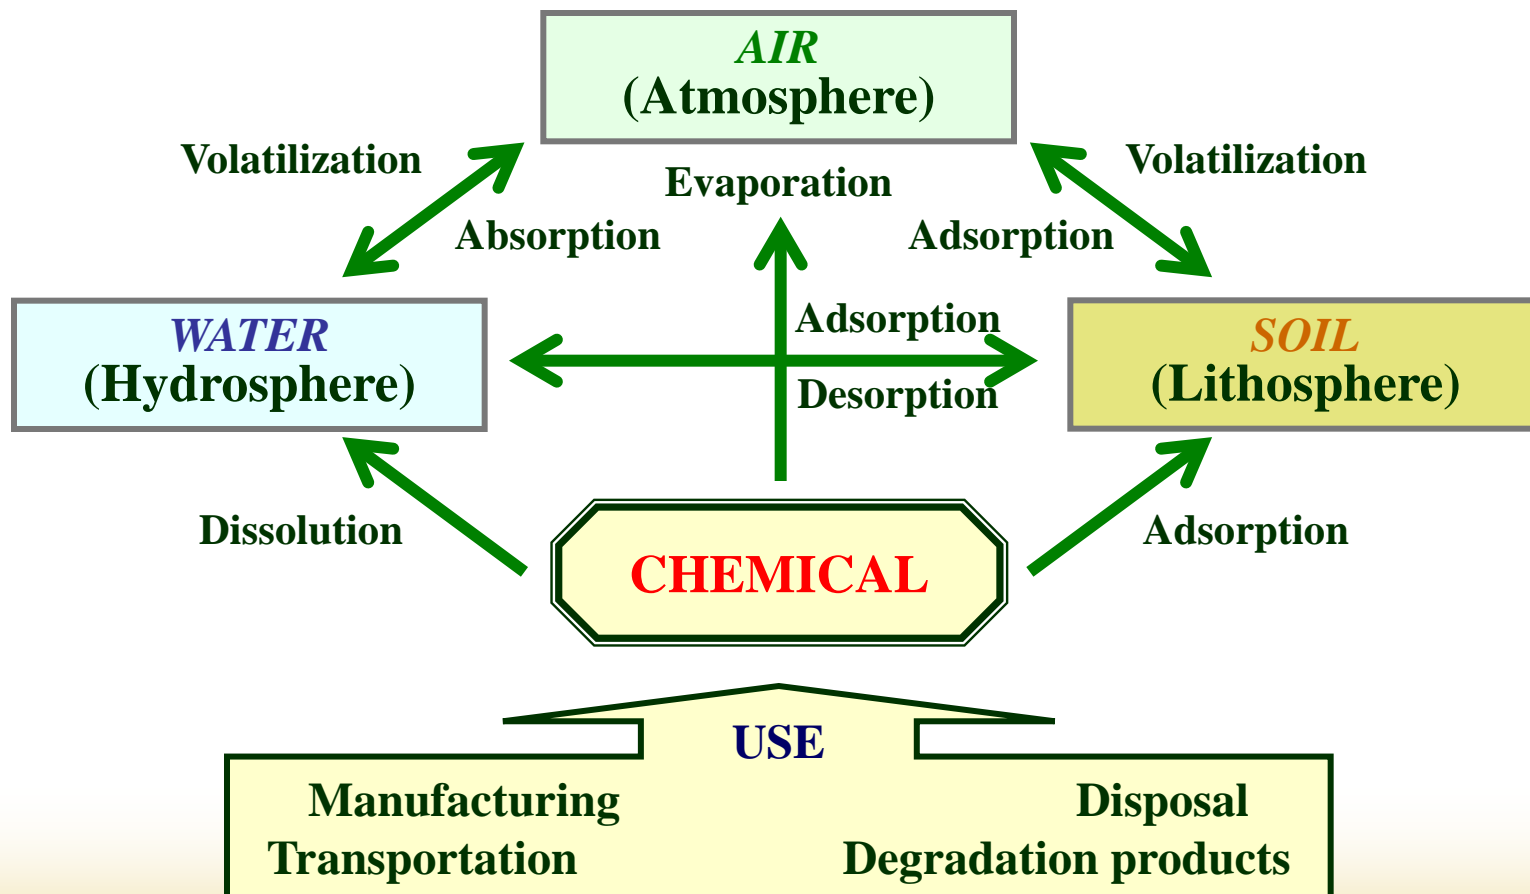 AIR
(Atmosphere)
Volatilization
Evaporation
Volatilization
Absorption
Adsorption
WATER
(Hydrosphere)
Adsorption
Desorption
SOIL
(Lithosphere)
Dissolution
CHEMICAL
Adsorption
USE
Manufacturing
Disposal
Transportation
Degradation products